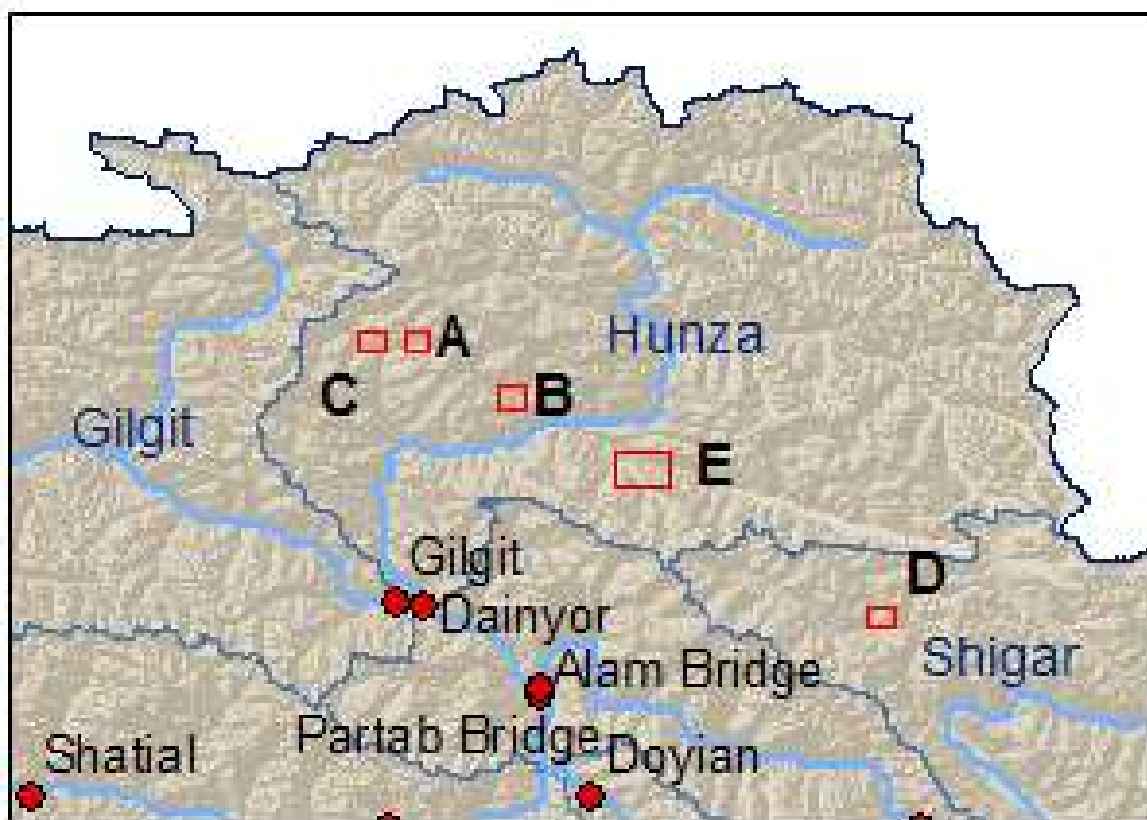 A
Hunza
C
B
Gilgit
E
Gilgit
D
Dainyor
Shigar
Alam Bridge
Partab Bridge
Doyian
Shatial